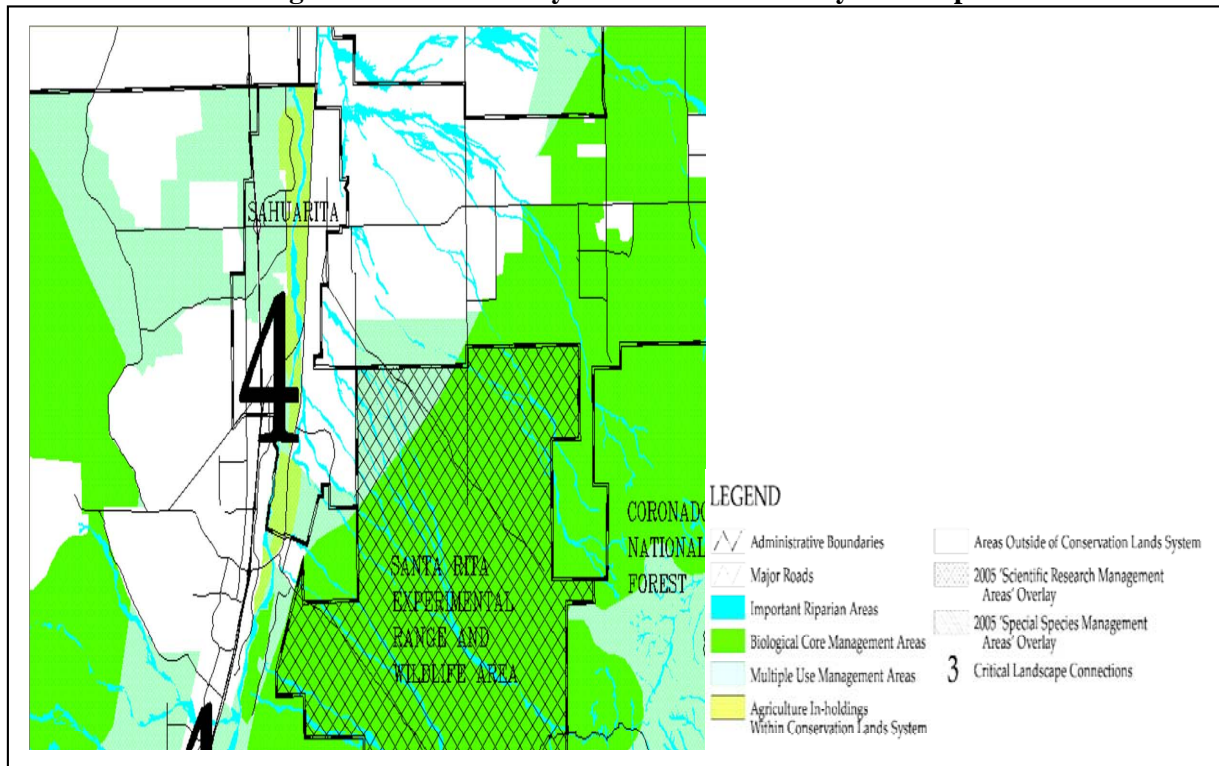 SAHUARITA
4
CORONADO
NATIONAL
FOREST
SANTA RITA
EXPERIMENTAL
RANGE AND
WILDLIFE AREA
4
LEGEND
Administrative Boundaries
Major Roads
Important Riparian Areas
Biological Core Management Areas
Multiple Use Management Areas
Agriculture In-holdings
Within Conservation Lands System
Areas Outside of Conservation Lands System
2005 'Scientific Research Management
Areas' Overlay
2005 'Special Species Management
Areas' Overlay
3 Critical Landscape Connections